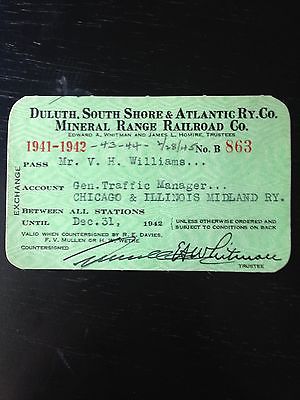 DULUTH, SOUTH SHORE & ATLANTIC RY. CO.
MINERAL RANGE RAILROAD CO.
EDWARD A. WHITMAN AND JAMES L. HOMIRE, TRUSTEES
1941-1942 -43-44- No. B 863
PASS Mr. V. H. Williams...
EXCHANGE
ACCOUNT Gen. Traffic Manager...
CHICAGO & ILLINOIS MIDLAND RY.
BETWEEN ALL STATIONS
UNTIL Dec. 31, 1942
UNLESS OTHERWISE ORDERED AND
SUBJECT TO CONDITIONS ON BACK
VALID WHEN COUNTERSIGNED BY R. E. DAVIES,
F. V. MULLEN OR H. W. WETHE
COUNTERSIGNED
EA Whitman
TRUSTEE